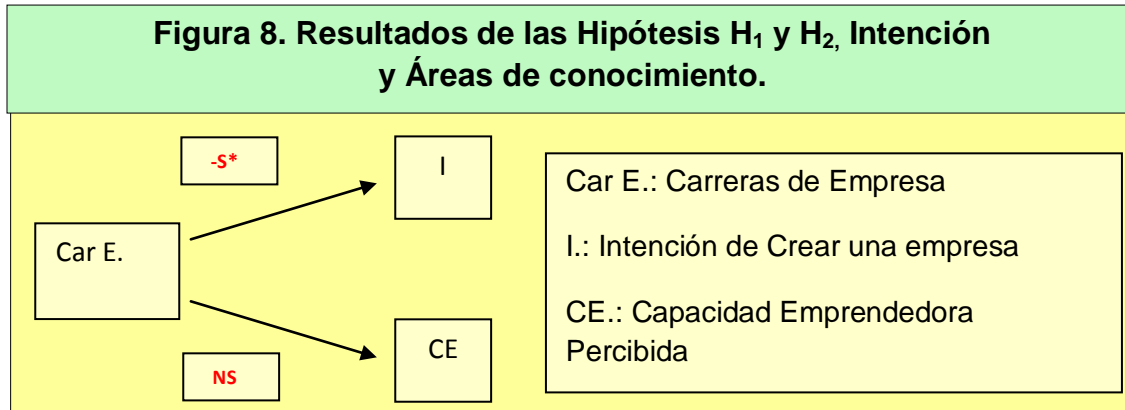 Figura 8. Resultados de las Hipótesis H₁ y H₂, Intención
y Áreas de conocimiento.
-S*
I
Car E.
CE
NS
Car E.: Carreras de Empresa
I.: Intención de Crear una empresa
CE.: Capacidad Emprendedora
Percibida